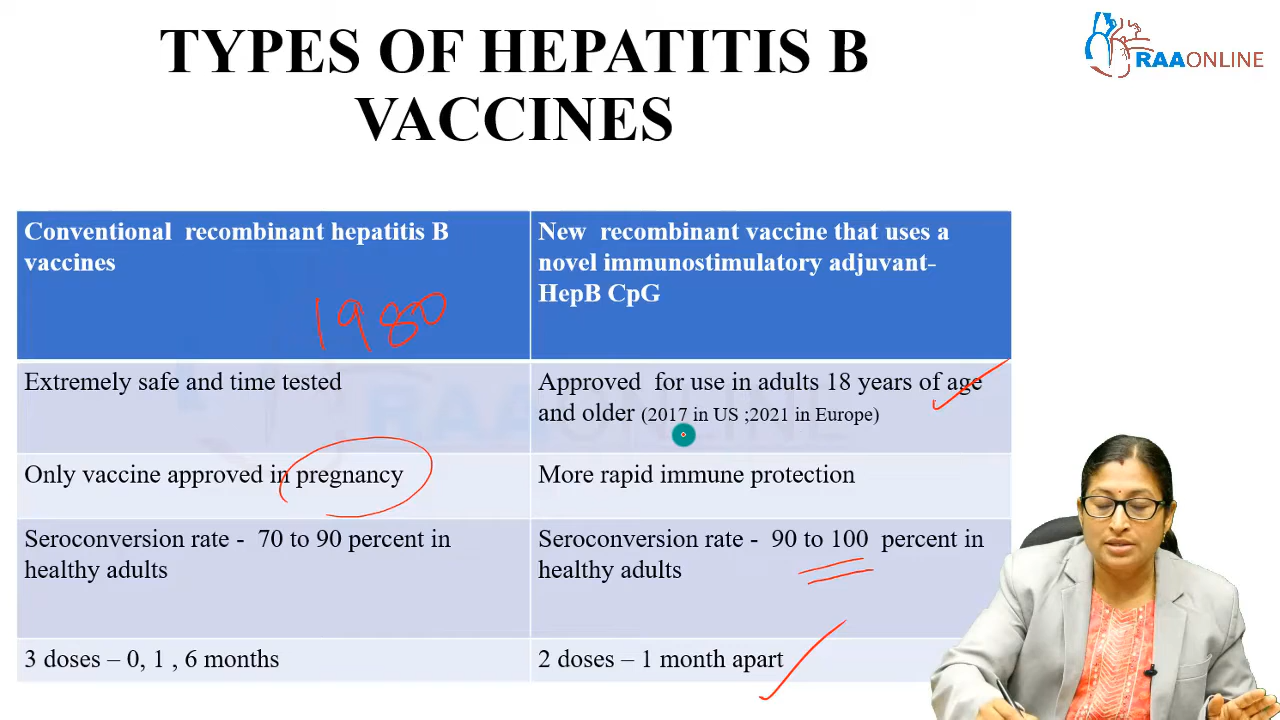 TYPES OF HEPATITIS B
VACCINES
RAAONLINE
Conventional recombinant hepatitis B
vaccines
1980
New recombinant vaccine that uses a
novel immunostimulatory adjuvant-
HepB CpG
Extremely safe and time tested
Approved for use in adults 18 years of age
and older (2017 in US ;2021 in Europe)
Only vaccine approved in pregnancy
More rapid immune protection
Seroconversion rate - 70 to 90 percent in
healthy adults
Seroconversion rate - 90 to 100 percent in
healthy adults
3 doses – 0, 1 , 6 months
2 doses – 1 month apart
RAAONLINE